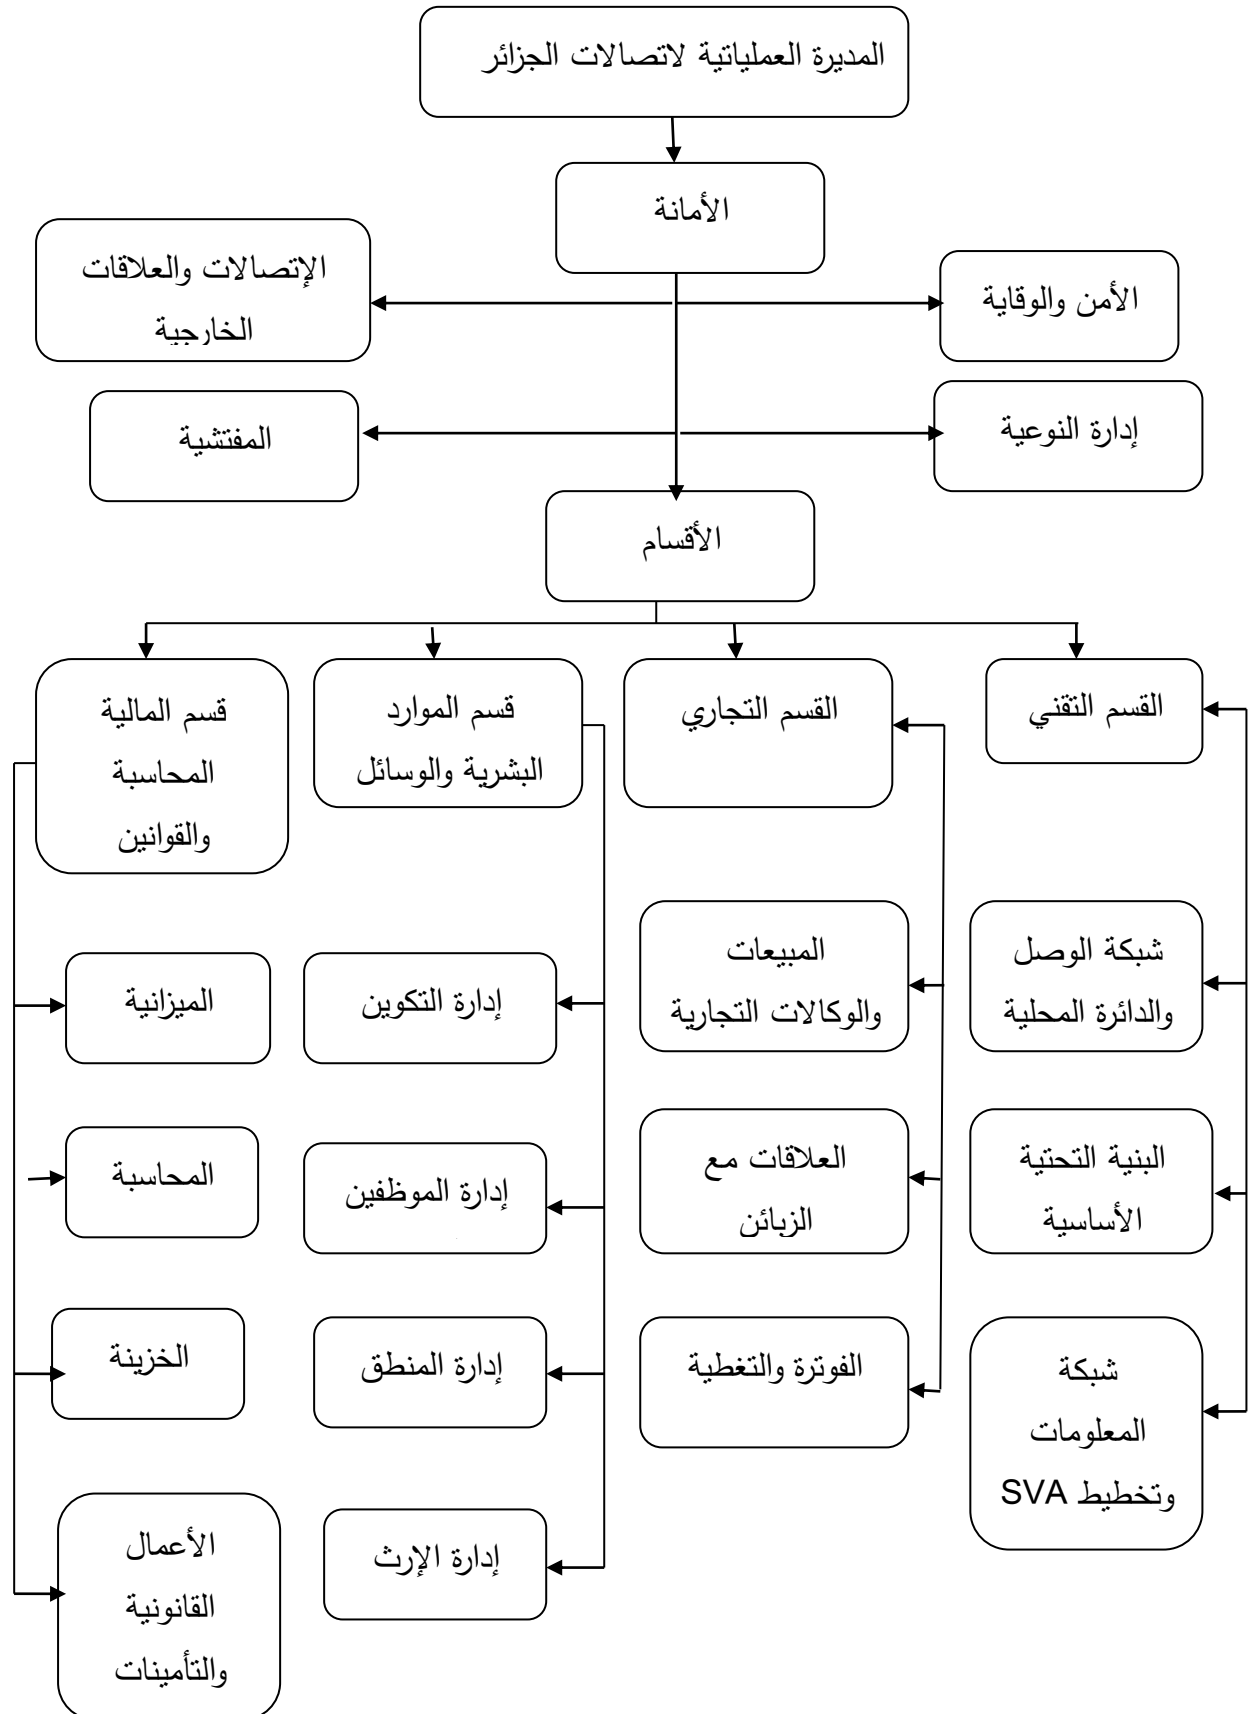 المديرة العملياتية لاتصالات الجزائر
الأمانة
الأمن والوقاية
الإتصالات والعلاقات
الخارجية
إدارة النوعية
المفتشية
الأقسام
القسم التقني
القسم التجاري
قسم الموارد
البشرية والوسائل
قسم المالية
المحاسبة
والقوانين
شبكة الوصل
والدائرة المحلية
المبيعات
والوكالات التجارية
إدارة التكوين
الميزانية
البنية التحتية
الأساسية
العلاقات مع
الزبائن
إدارة الموظفين
المحاسبة
شبكة
المعلومات
وتخطيط SVA
الفوترة والتغطية
إدارة المنطق
الخزينة
إدارة الإرث
الأعمال
القانونية
والتأمينات